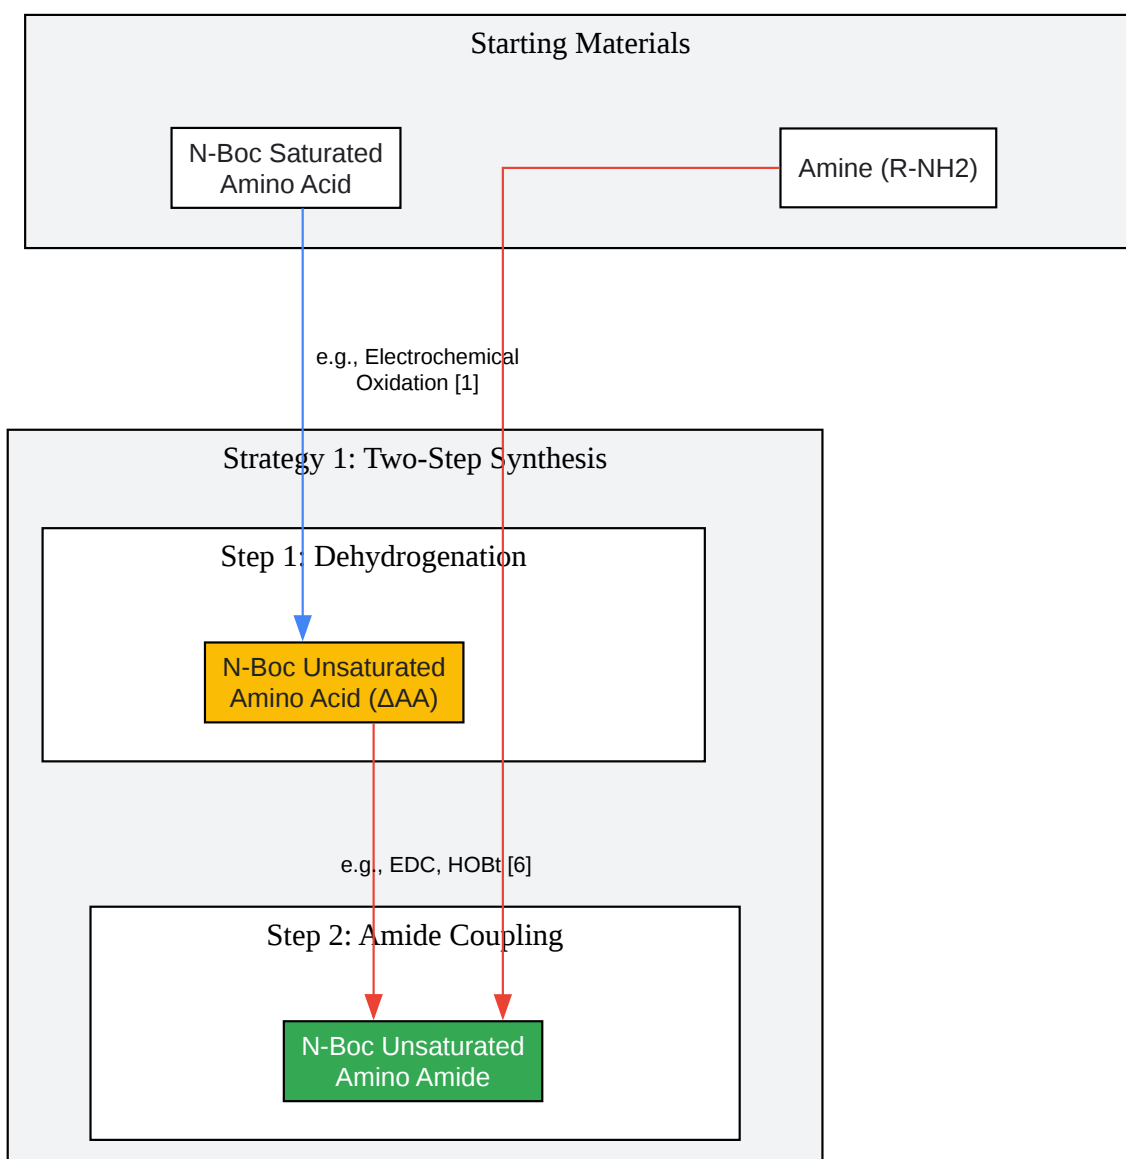 Starting Materials
N-Boc Saturated
Amino Acid
Amine (R-NH2)
e.g., Electrochemical
Oxidation [1]
Strategy 1: Two-Step Synthesis
Step 1: Dehydrogenation
N-Boc Unsaturated
Amino Acid (ΔAA)
e.g., EDC, HOBt [6]
Step 2: Amide Coupling
N-Boc Unsaturated
Amino Amide